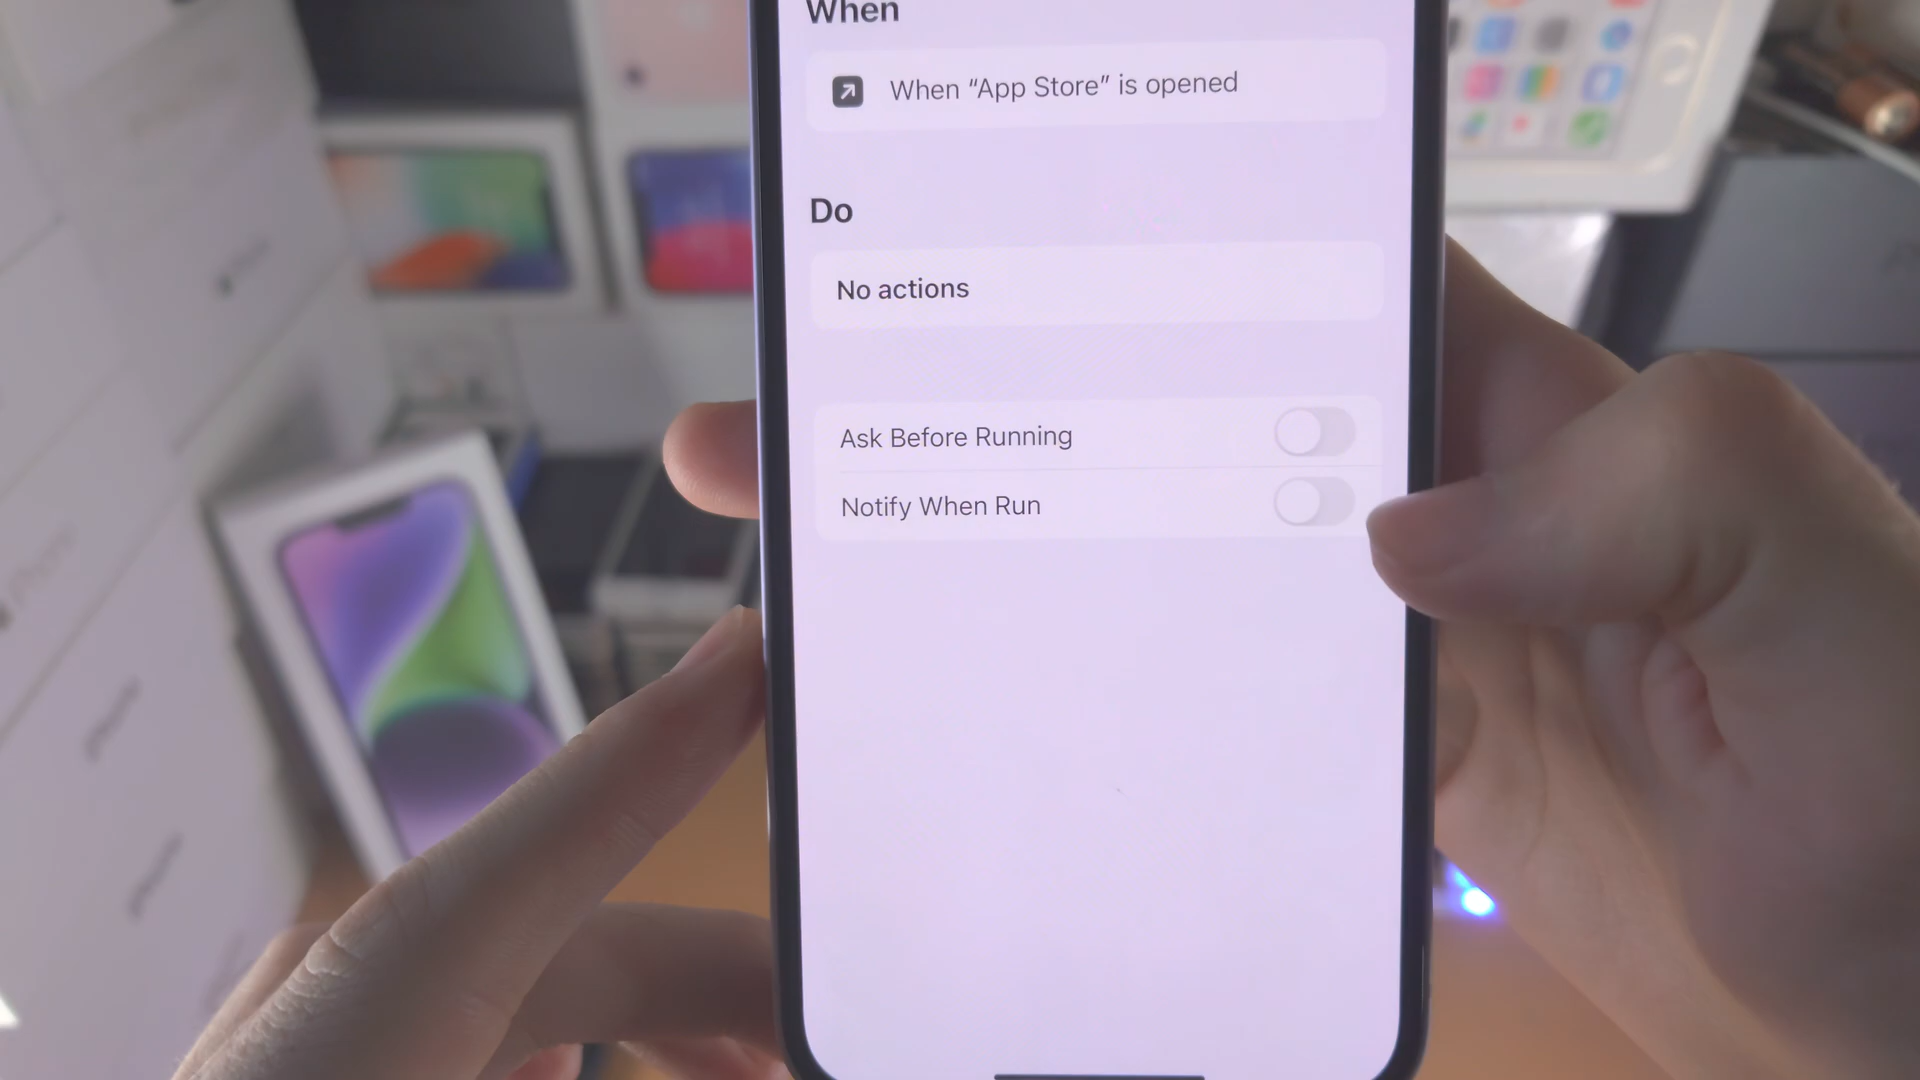 When
When “App Store” is opened
Do
No actions
Ask Before Running
Notify When Run